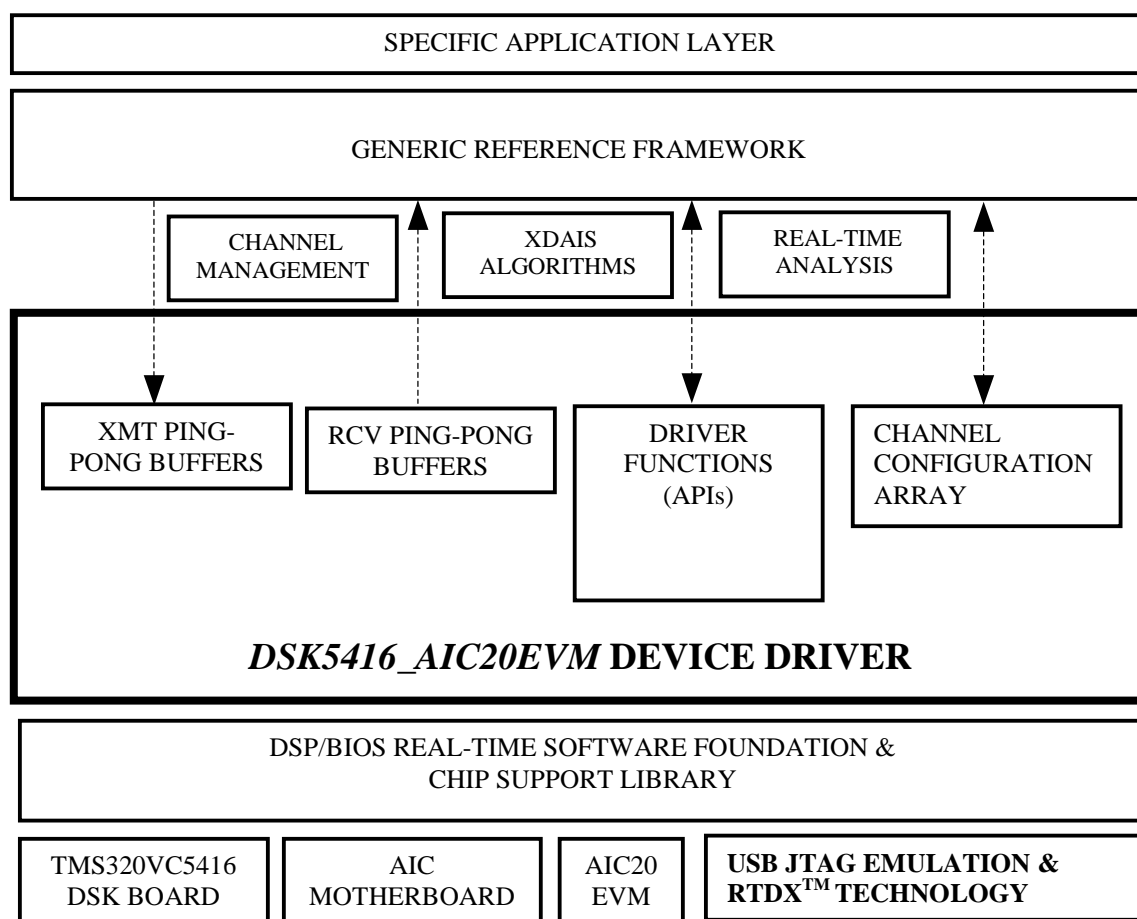 SPECIFIC APPLICATION LAYER
GENERIC REFERENCE FRAMEWORK
CHANNEL
MANAGEMENT
XDAIS
ALGORITHMS
REAL-TIME
ANALYSIS
XMT PING-
PONG BUFFERS
RCV PING-PONG
BUFFERS
DRIVER
FUNCTIONS
(APIs)
CHANNEL
CONFIGURATION
ARRAY
DSK5416_AIC20EVM DEVICE DRIVER
DSP/BIOS REAL-TIME SOFTWARE FOUNDATION &
CHIP SUPPORT LIBRARY
TMS320VC5416
DSK BOARD
AIC
MOTHERBOARD
AIC20
EVM
USB JTAG EMULATION &
RTDX™ TECHNOLOGY